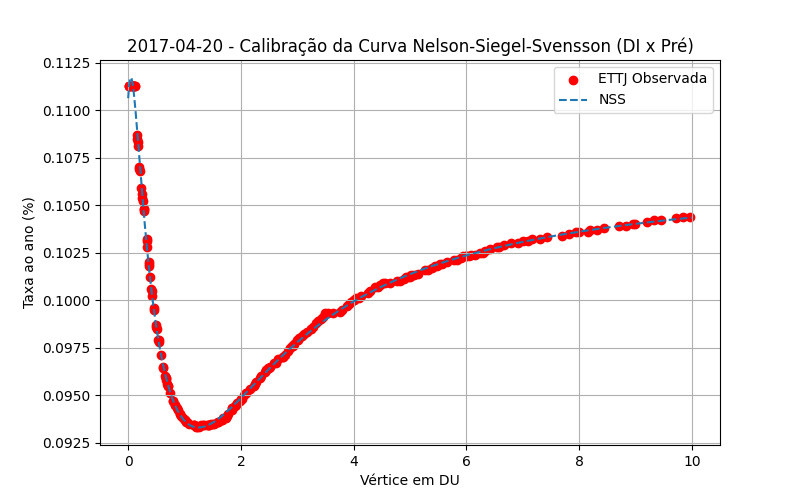 2017-04-20 - Calibração da Curva Nelson-Siegel-Svensson (DI x Pré)
ETTJ Observada
NSS
Taxa ao ano (%)
0.1125
0.1100
0.1075
0.1050
0.1025
0.1000
0.0975
0.0950
0.0925
0 2 4 6 8 10
Vértice em DU